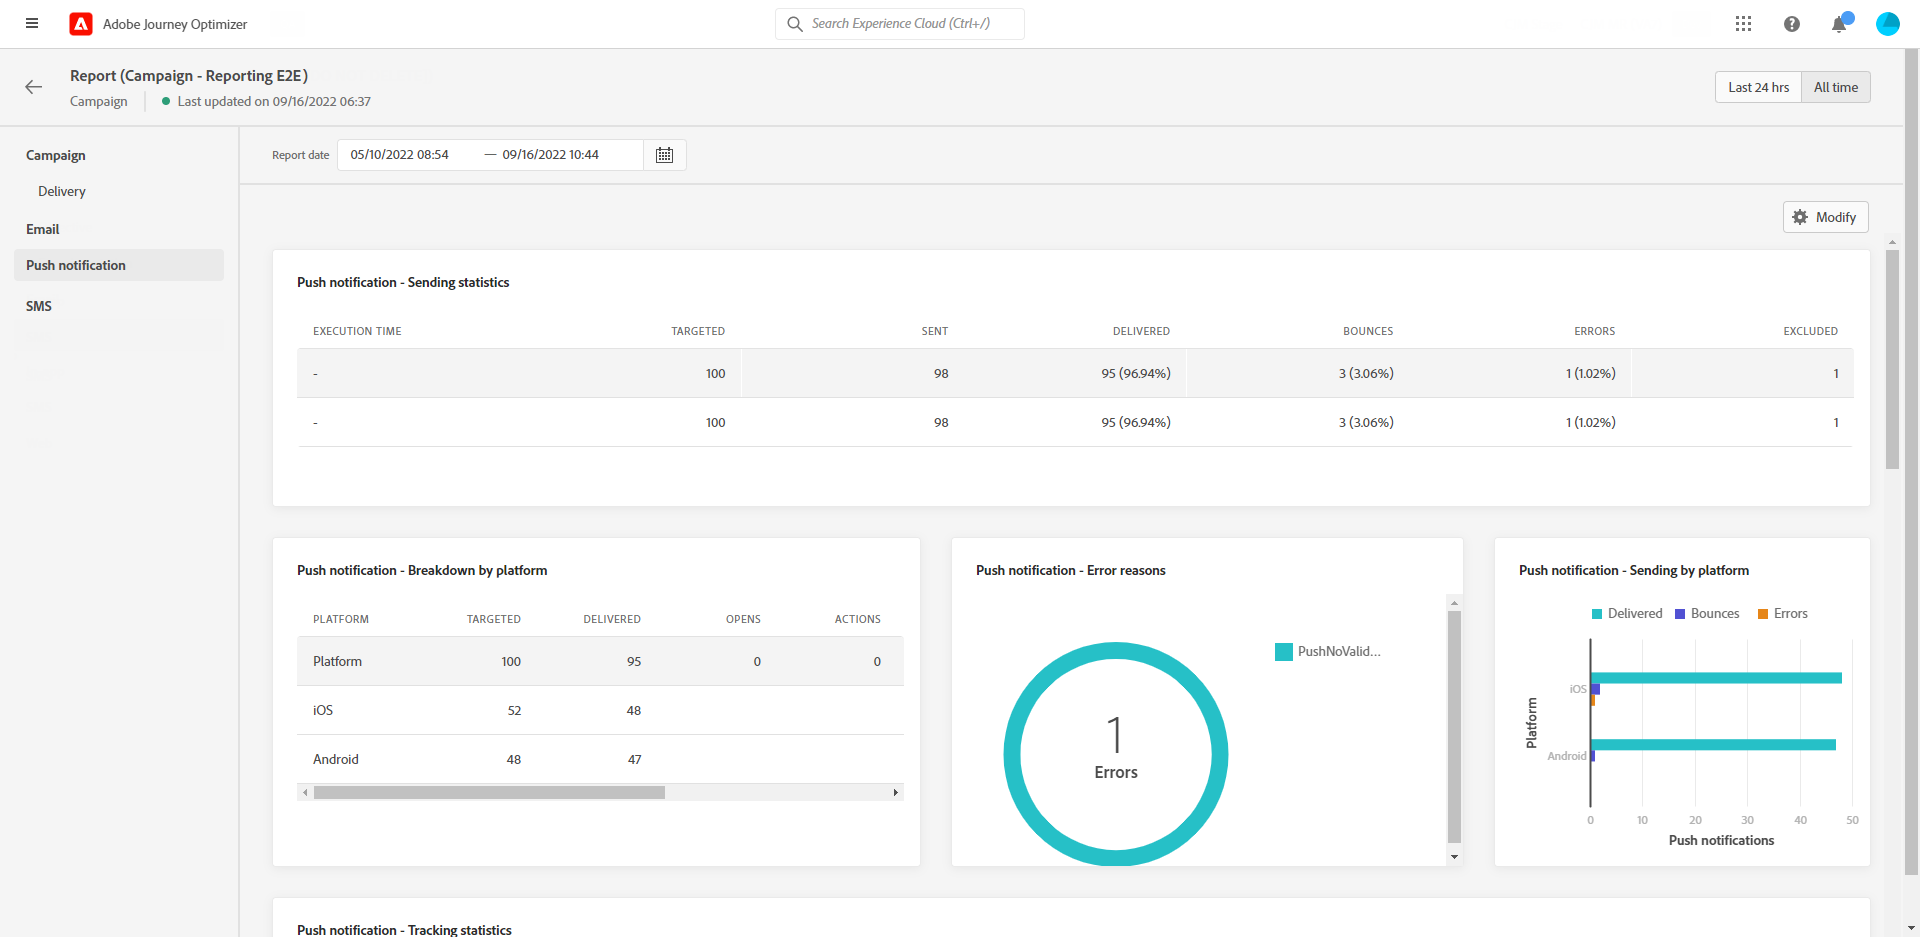 Adobe Journey Optimizer
Search Experience Cloud (Ctrl+/)
Report (Campaign - Reporting E2E)
Campaign
Last updated on 09/16/2022 06:37
Last 24 hrs
All time
Campaign
Delivery
Email
Push notification
SMS
Report date
05/10/2022 08:54 — 09/16/2022 10:44
Modify
Push notification - Sending statistics
EXECUTION TIME TARGETED SENT DELIVERED BOUNCES ERRORS EXCLUDED
- 100 98 95 (96.94%) 3 (3.06%) 1 (1.02%) 1
- 100 98 95 (96.94%) 3 (3.06%) 1 (1.02%) 1
Push notification - Breakdown by platform
PLATFORM TARGETED DELIVERED OPENS ACTIONS
Platform 100 95 0 0
iOS 52 48
Android 48 47
Push notification - Error reasons
PushNoValid...
1
Errors
Push notification - Sending by platform
Delivered Bounces Errors
Platform
iOS
Android
0 10 20 30 40 50
Push notifications
Push notification - Tracking statistics